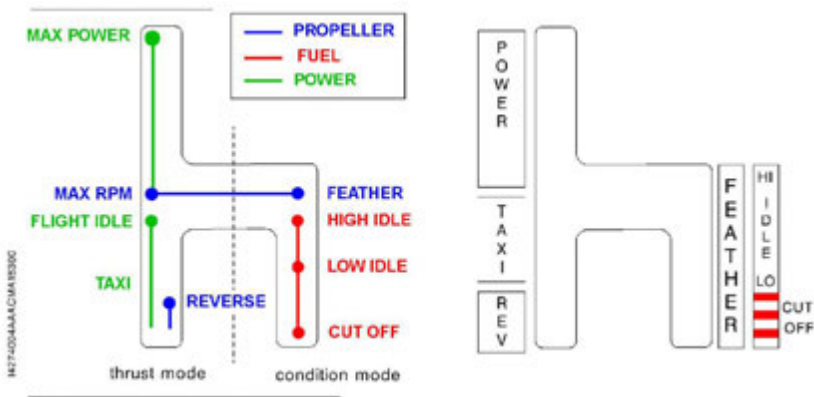 MAX POWER
PROPELLER
FUEL
POWER
MAX RPM
FEATHER
FLIGHT IDLE
HIGH IDLE
TAXI
LOW IDLE
REVERSE
CUT OFF
thrust mode
condition mode
POWER
TAXI
REV
FEATHER
HI
IDLE
LO
CUT
OFF